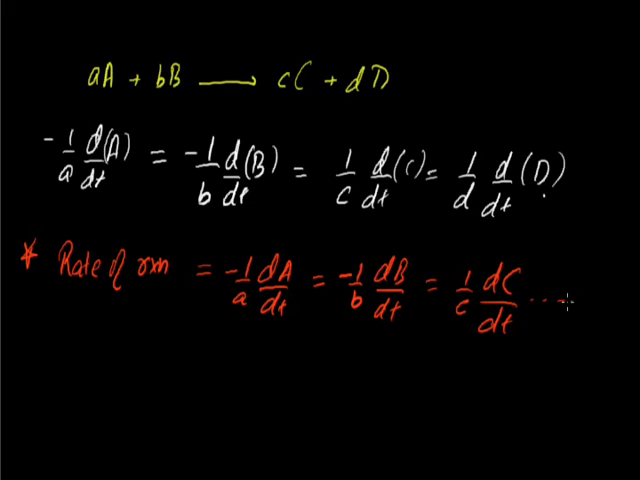 aA + bB ⟶ cC + dD
-1/a d(A)/dt = -1/b d/dt(B) = 1/c d/dt(C) = 1/d d/dt(D)
* Rate of rxn = -1/a dA/dt = -1/b dB/dt = 1/c dC/dt ....